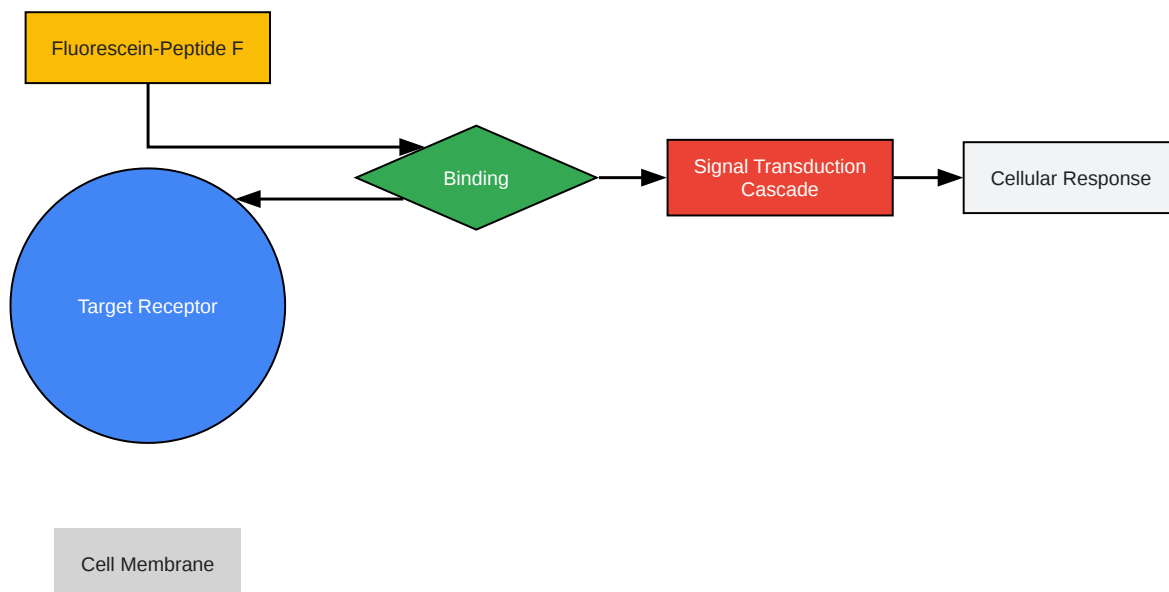 Fluorescein-Peptide F
Binding
Signal Transduction
Cascade
Cellular Response
Target Receptor
Cell Membrane